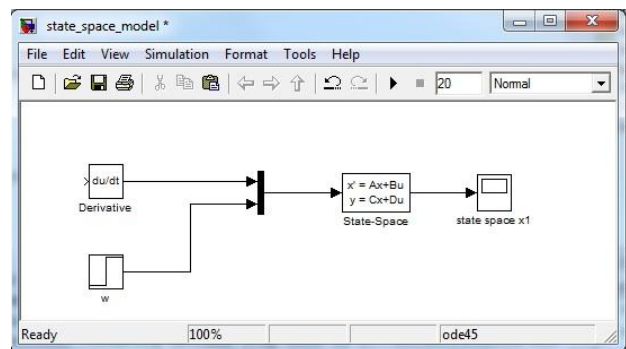 state_space_model *
File Edit View Simulation Format Tools Help
20 Normal
du/dt
Derivative
x' = Ax+Bu
y = Cx+Du
State-Space
state space x1
w
Ready 100% ode45